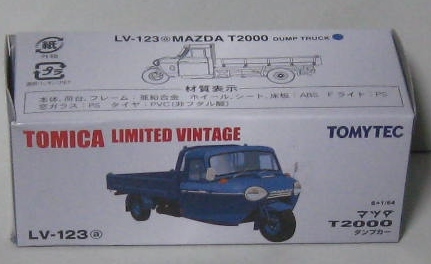 LV-123ⓐ MAZDA T2000 DUMP TRUCK
紙
プラ
材質表示
本体、荷台、フレーム：亜鉛合金 ホイール、シート、床板：ABS Fライト：PS
窓ガラス：PS タイヤ：PVC(非フタル酸)
TOMICA LIMITED VINTAGE
TOMYTEC
S=1/64
マツダ
T2000
ダンプカー
LV-123ⓐ